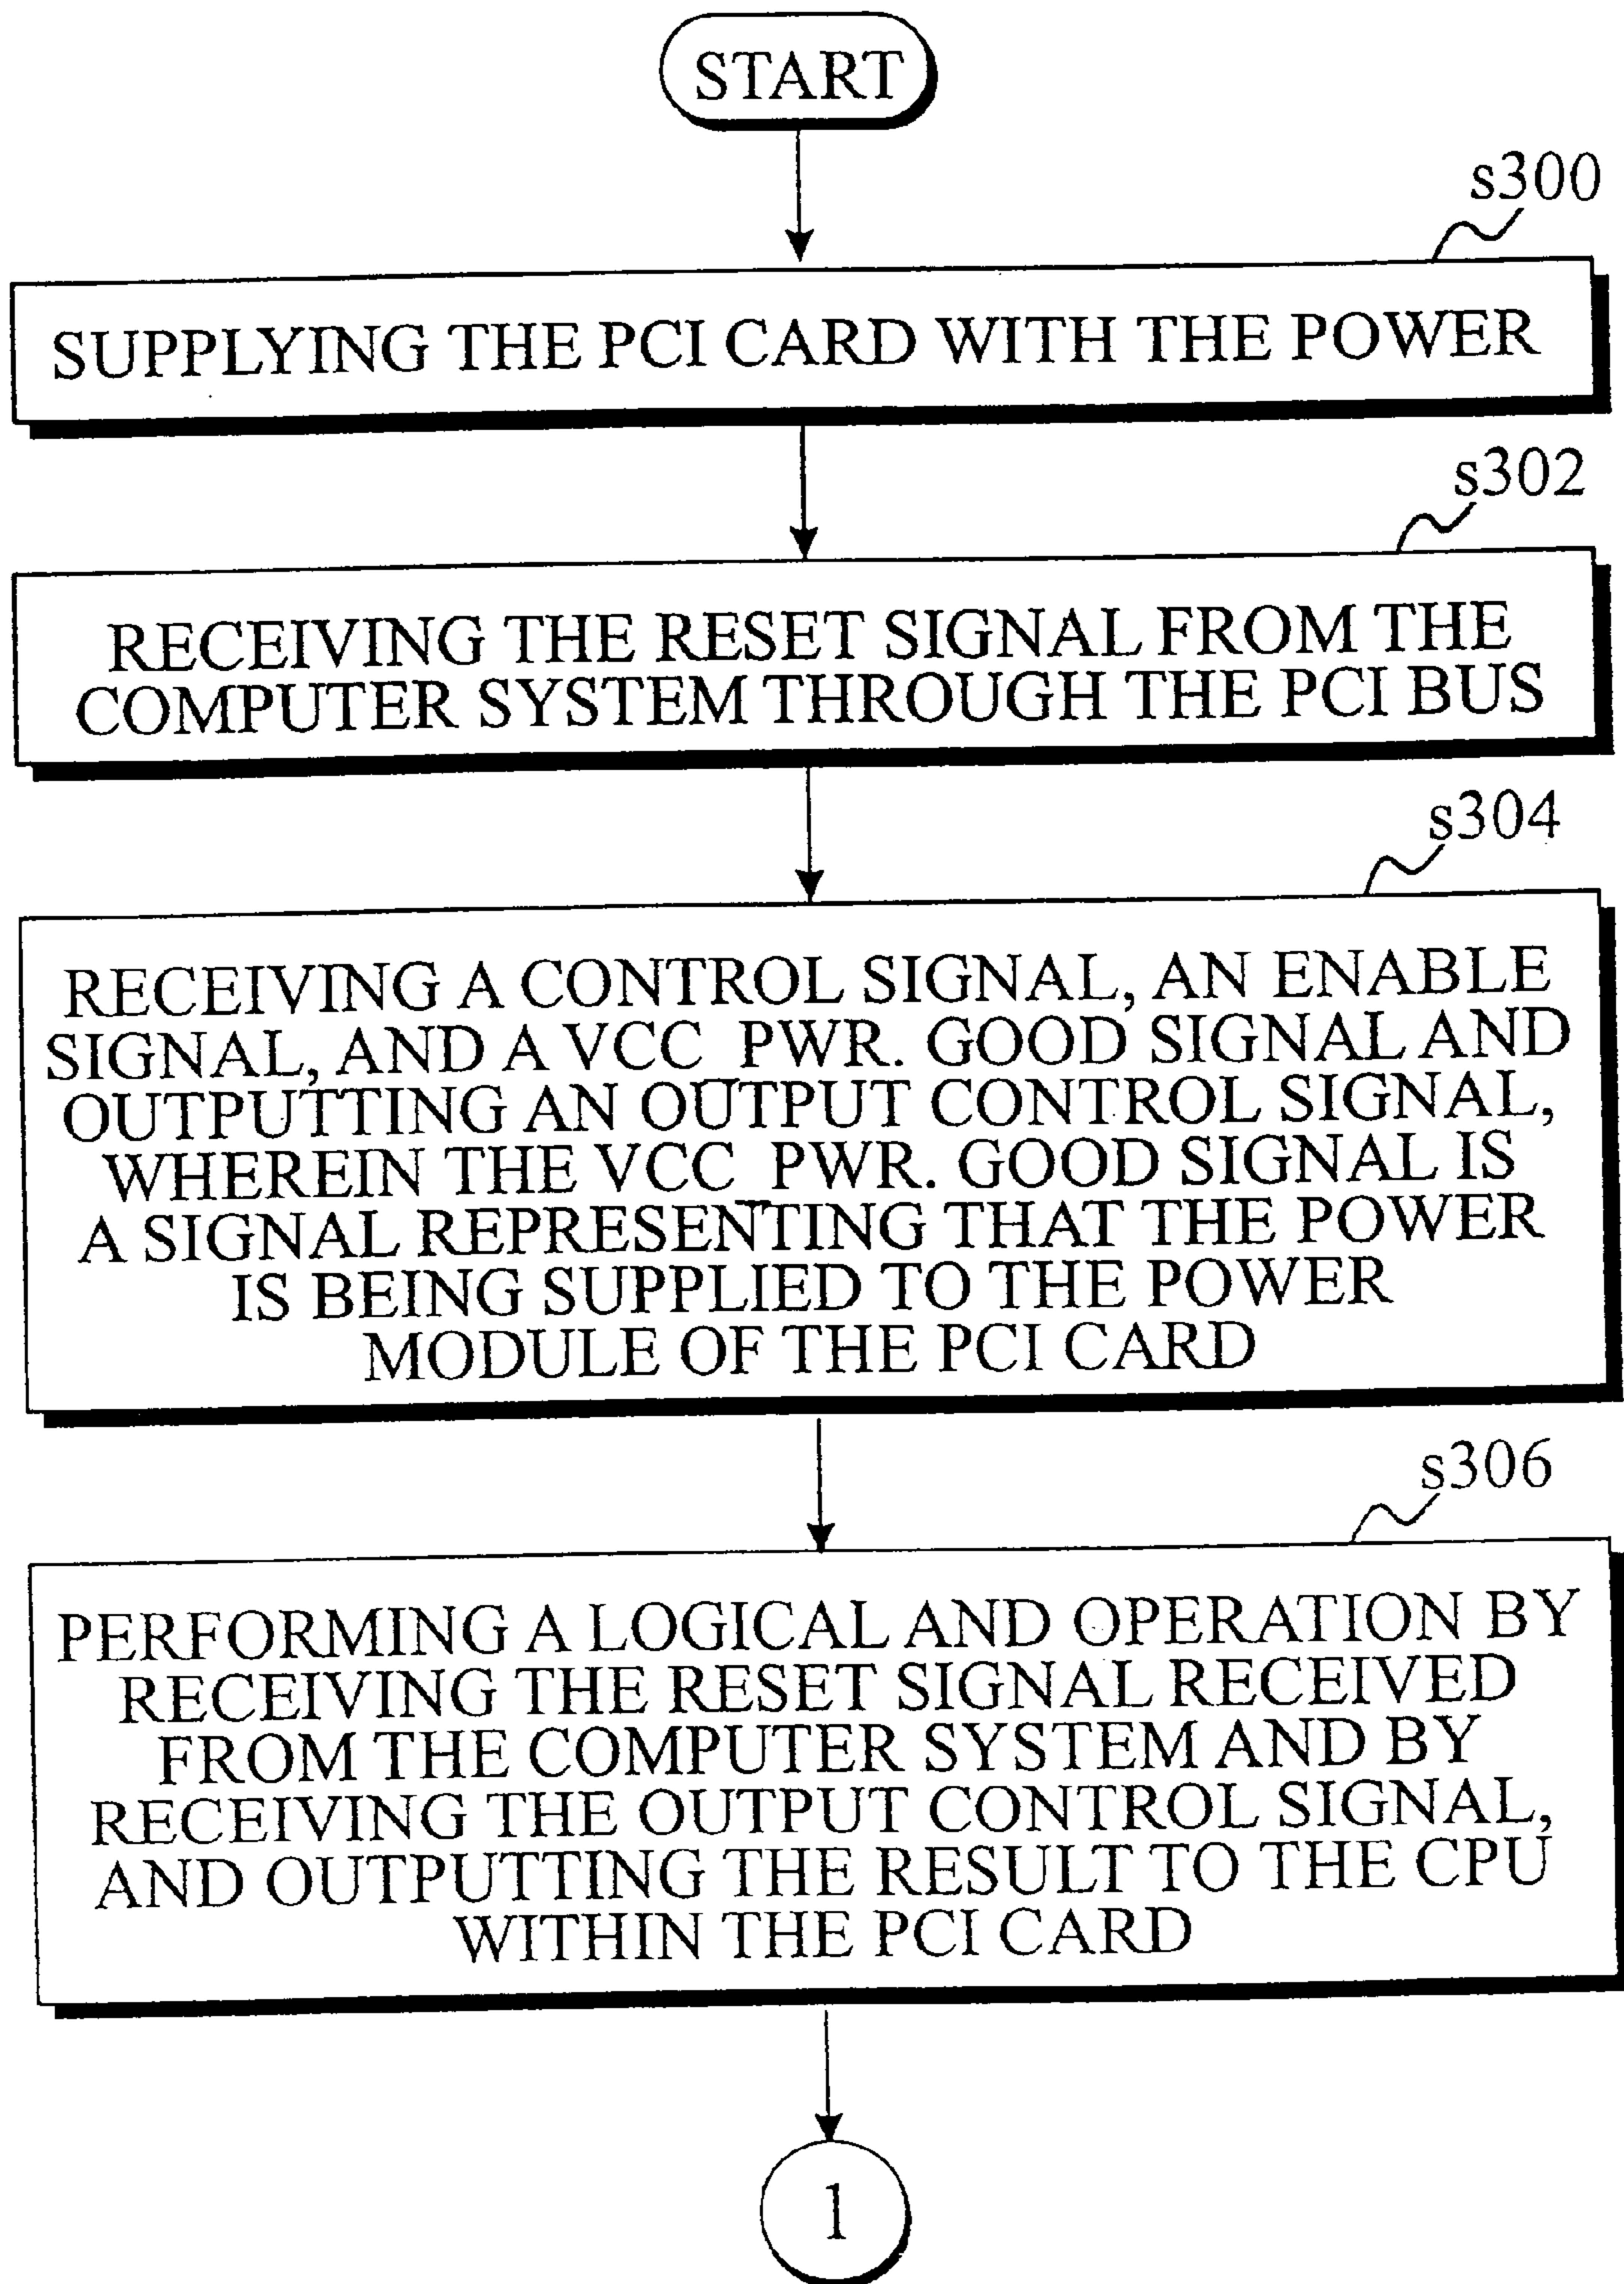 START
s300
SUPPLYING THE PCI CARD WITH THE POWER
s302
RECEIVING THE RESET SIGNAL FROM THE
COMPUTER SYSTEM THROUGH THE PCI BUS
s304
RECEIVING A CONTROL SIGNAL, AN ENABLE
SIGNAL, AND A VCC_PWR. GOOD SIGNAL AND
OUTPUTTING AN OUTPUT CONTROL SIGNAL,
WHEREIN THE VCC_PWR. GOOD SIGNAL IS
A SIGNAL REPRESENTING THAT THE POWER
IS BEING SUPPLIED TO THE POWER
MODULE OF THE PCI CARD
s306
PERFORMING A LOGICAL AND OPERATION BY
RECEIVING THE RESET SIGNAL RECEIVED
FROM THE COMPUTER SYSTEM AND BY
RECEIVING THE OUTPUT CONTROL SIGNAL,
AND OUTPUTTING THE RESULT TO THE CPU
WITHIN THE PCI CARD
1